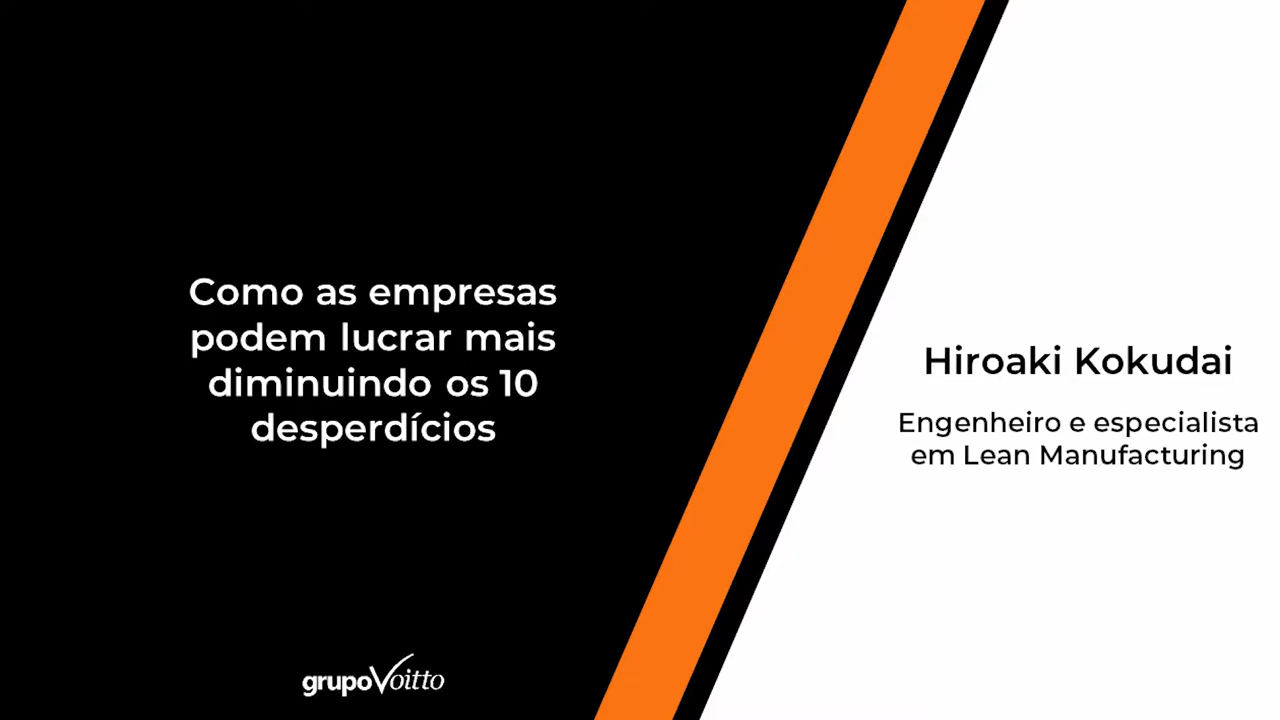 Como as empresas
podem lucrar mais
diminuindo os 10
desperdícios
Hiroaki Kokudai
Engenheiro e especialista
em Lean Manufacturing
grupoVoitto